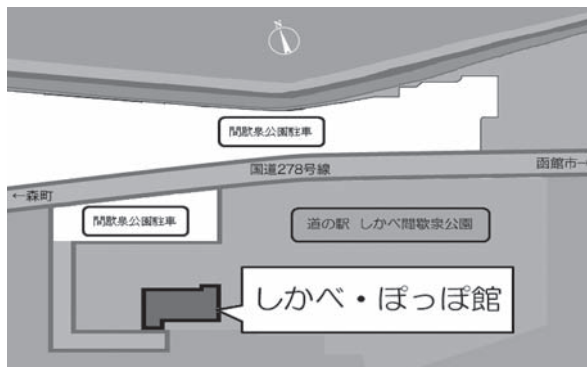 N
間歇泉公園駐車
国道278号線
函館市→
←森町
間歇泉公園駐車
道の駅 しかべ間歇泉公園
しかべ・ぽっぽ館